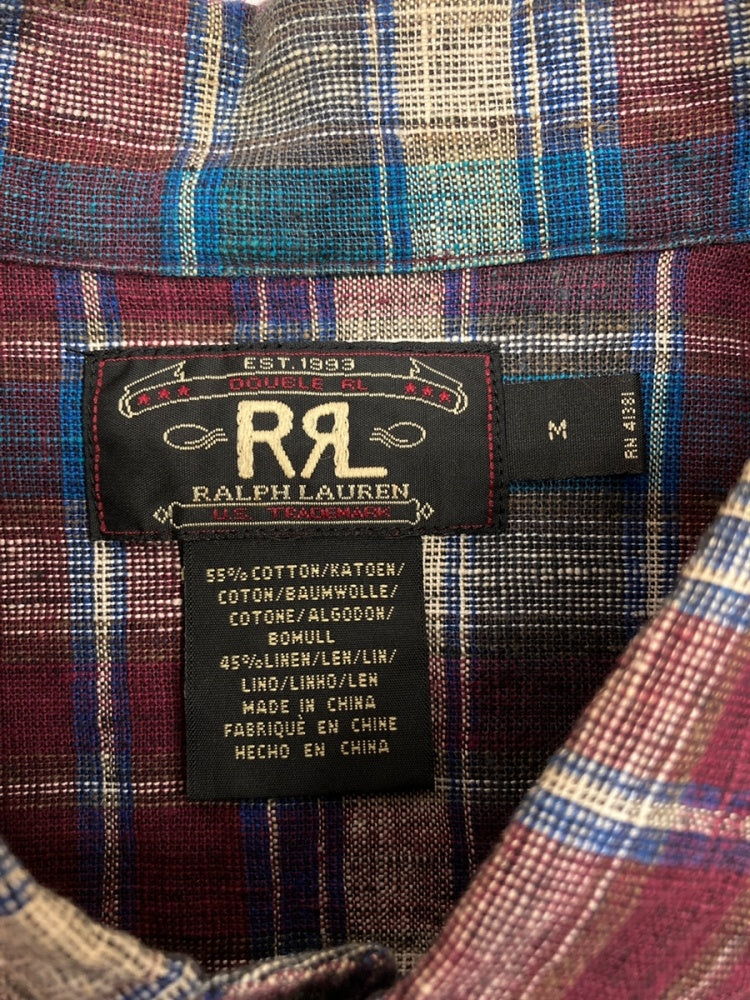 EST. 1993
DOUBLE RL
RRL
RALPH LAUREN
U.S. TRADEMARK
M
RN 41381
55% COTTON/KATOEN/
COTON/BAUMWOLLE/
COTONE/ALGODON/
BOMULL
45% LINEN/LEN/LIN/
LINO/LINHO/LEN
MADE IN CHINA
FABRIQUÈ EN CHINE
HECHO EN CHINA